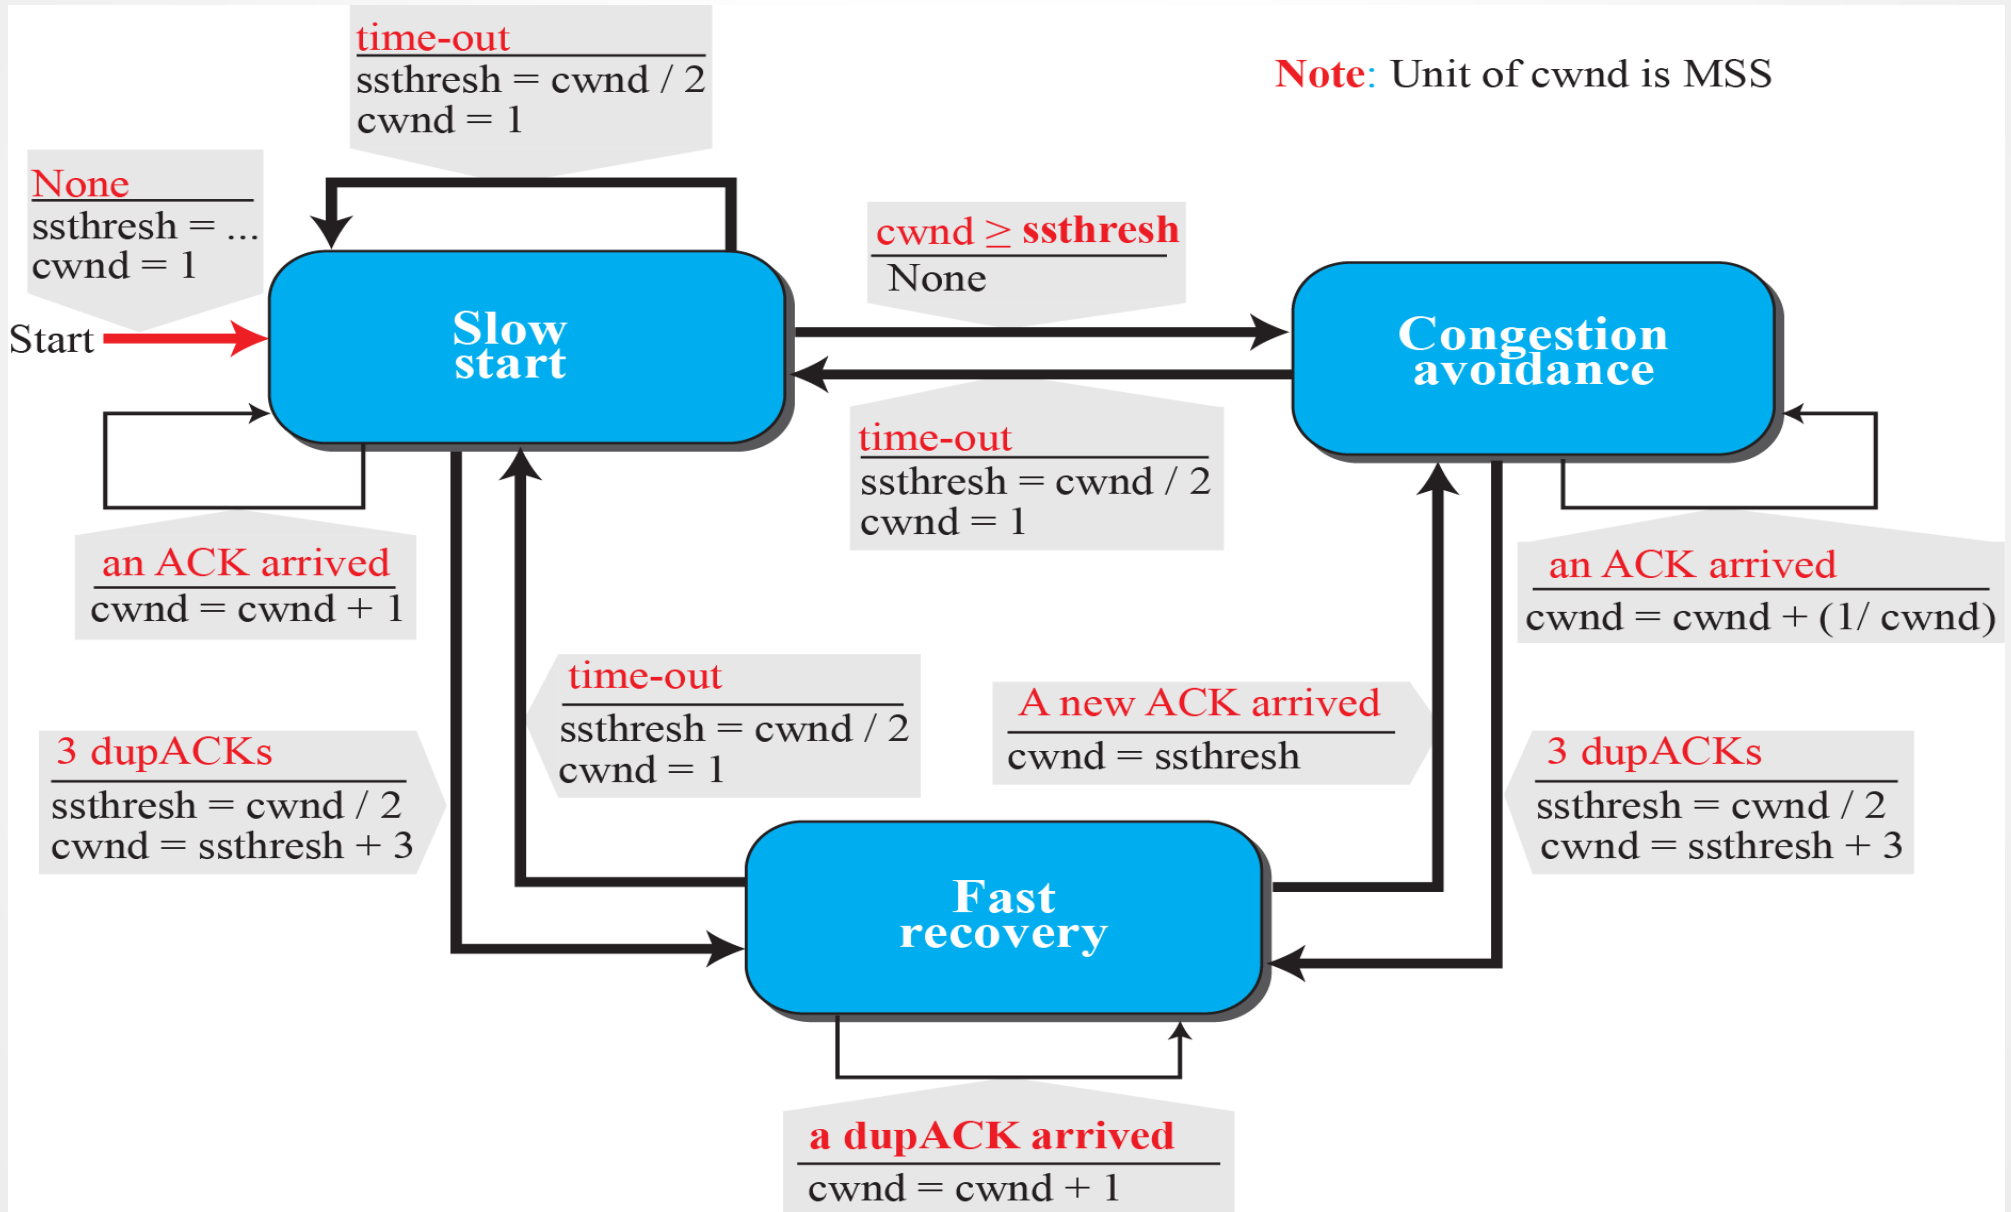 time-out
ssthresh = cwnd / 2
cwnd = 1
Note: Unit of cwnd is MSS
None
ssthresh = ...
cwnd = 1
Start
Slow
start
cwnd ≥ ssthresh
None
Congestion
avoidance
time-out
ssthresh = cwnd / 2
cwnd = 1
an ACK arrived
cwnd = cwnd + 1
an ACK arrived
cwnd = cwnd + (1/ cwnd)
time-out
ssthresh = cwnd / 2
cwnd = 1
A new ACK arrived
cwnd = ssthresh
3 dupACKs
ssthresh = cwnd / 2
cwnd = ssthresh + 3
3 dupACKs
ssthresh = cwnd / 2
cwnd = ssthresh + 3
Fast
recovery
a dupACK arrived
cwnd = cwnd + 1